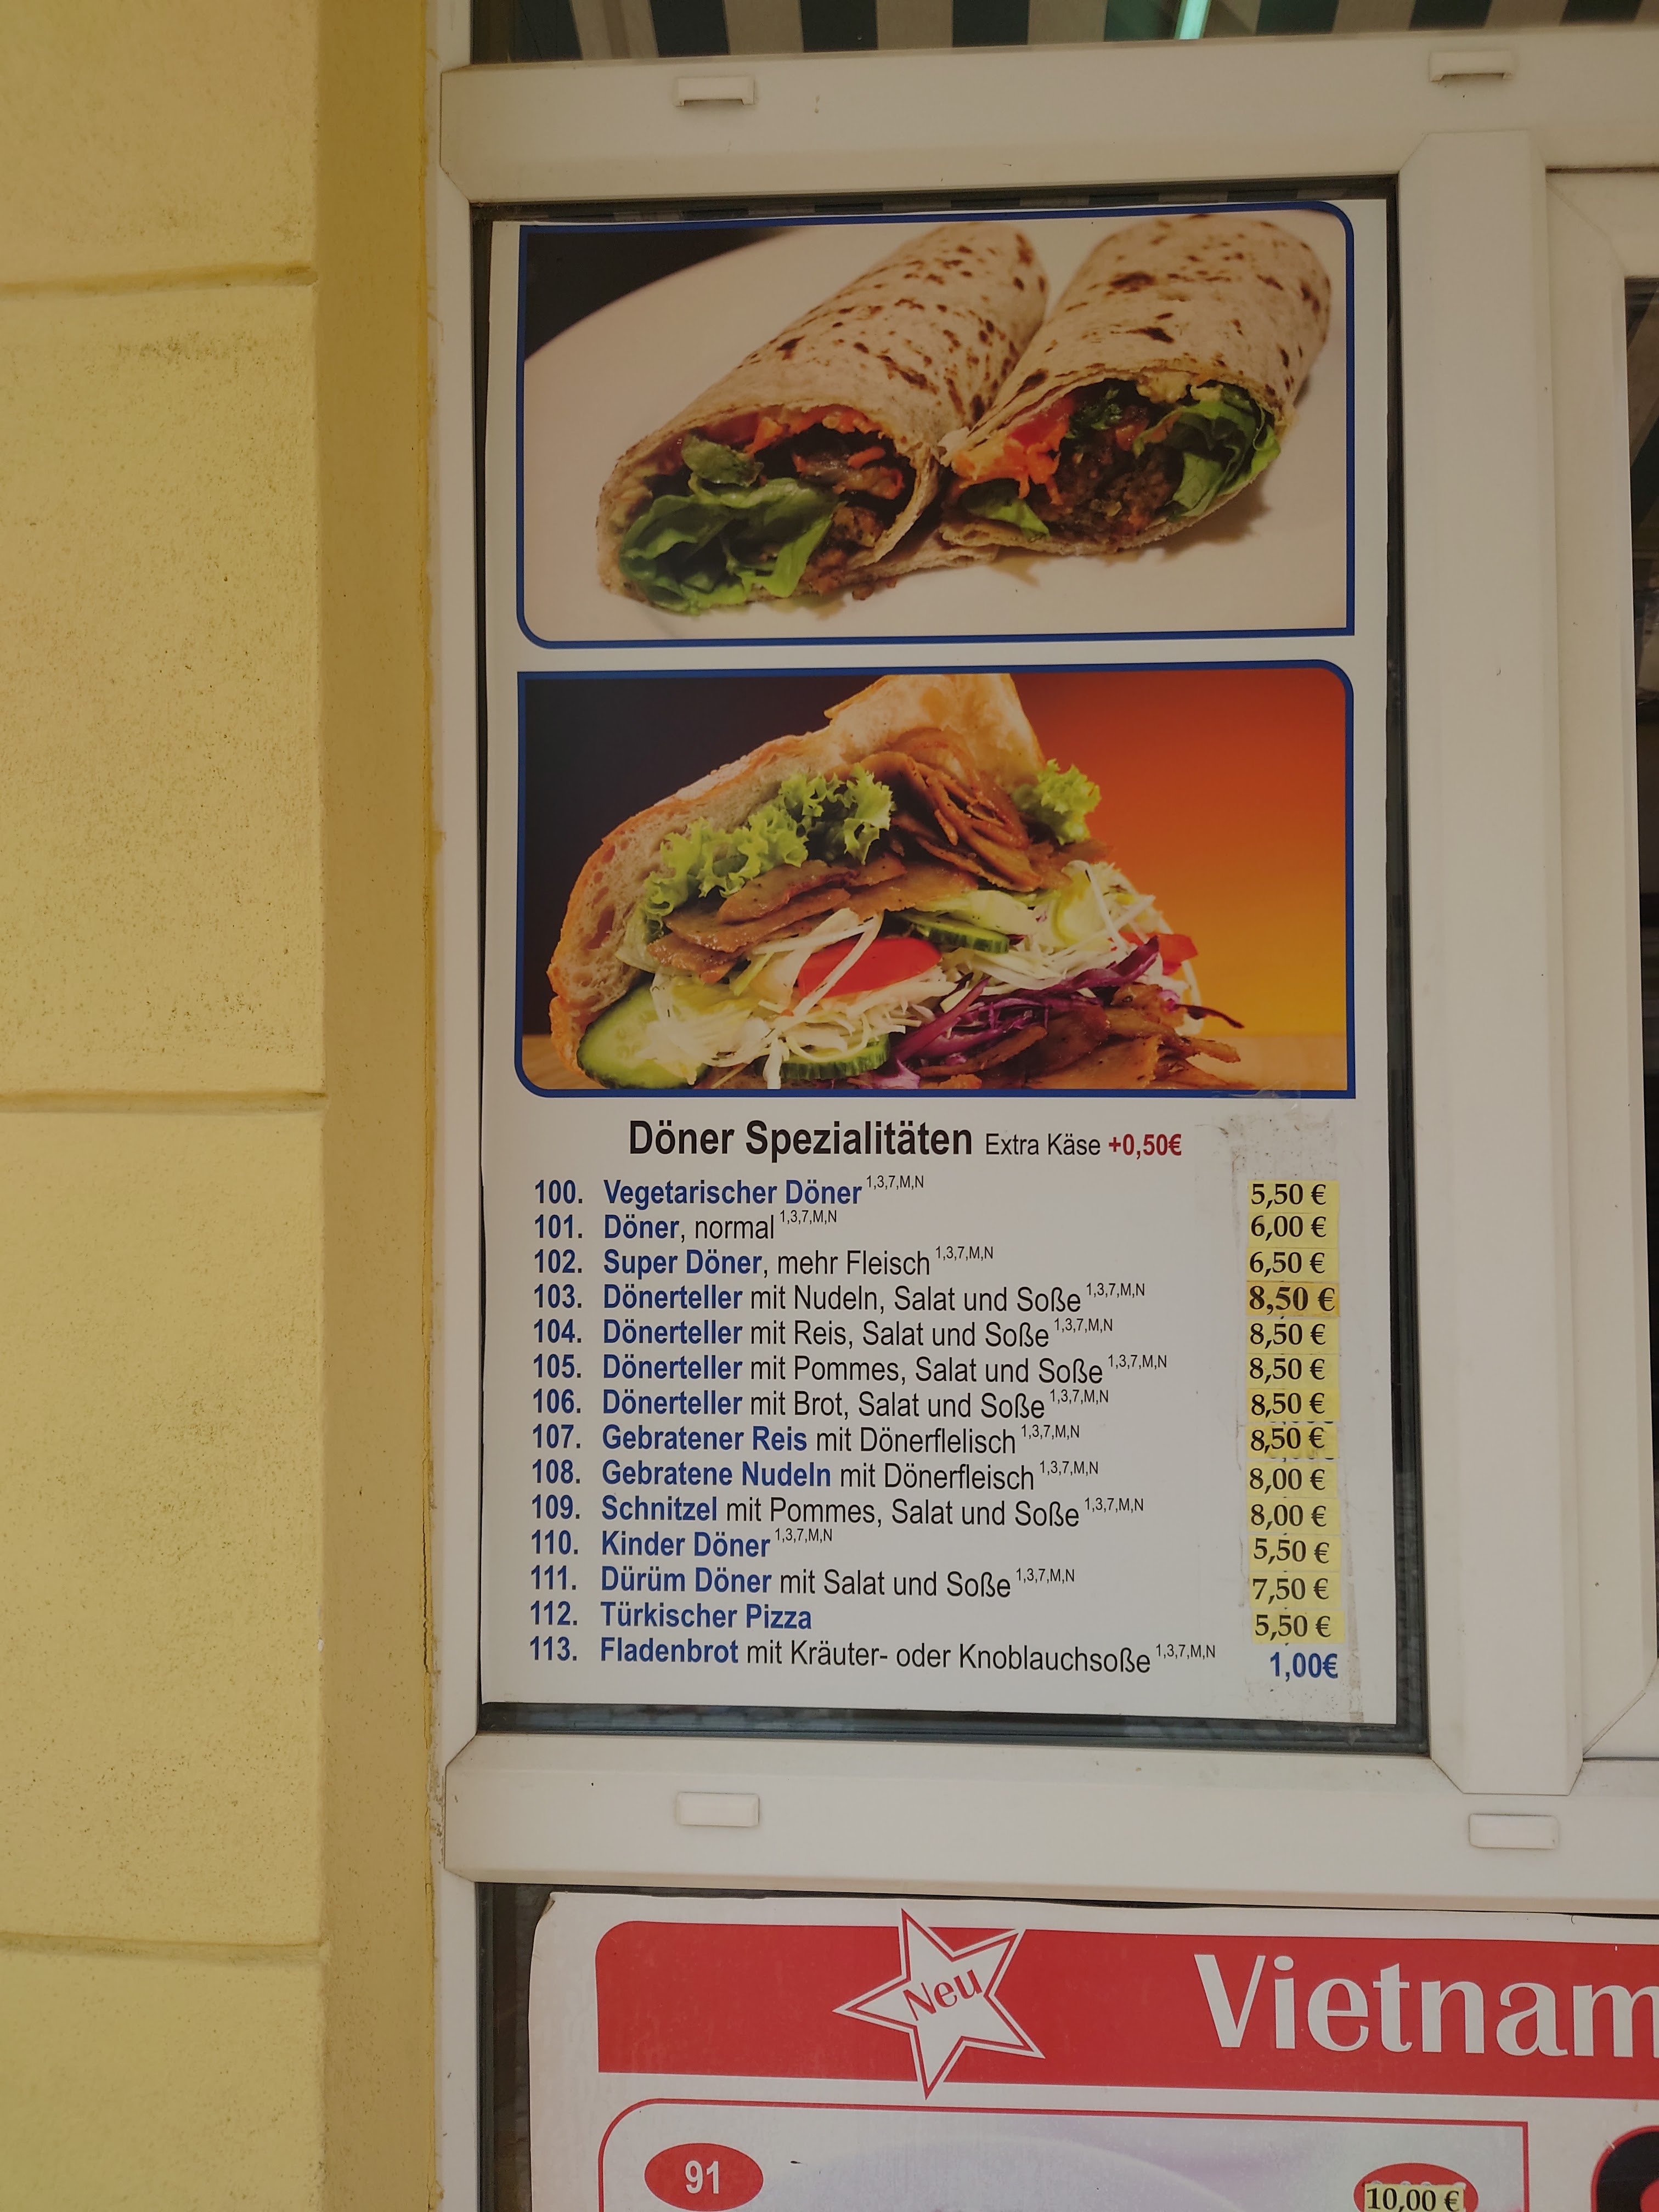 Döner Spezialitäten Extra Käse +0,50€
100. Vegetarischer Döner 1,3,7,M,N 5,50 €
101. Döner, normal 1,3,7,M,N 6,00 €
102. Super Döner, mehr Fleisch 1,3,7,M,N 6,50 €
103. Dönerteller mit Nudeln, Salat und Soße 1,3,7,M,N 8,50 €
104. Dönerteller mit Reis, Salat und Soße 1,3,7,M,N 8,50 €
105. Dönerteller mit Pommes, Salat und Soße 1,3,7,M,N 8,50 €
106. Dönerteller mit Brot, Salat und Soße 1,3,7,M,N 8,50 €
107. Gebratener Reis mit Dönerflelisch 1,3,7,M,N 8,50 €
108. Gebratene Nudeln mit Dönerfleisch 1,3,7,M,N 8,00 €
109. Schnitzel mit Pommes, Salat und Soße 1,3,7,M,N 8,00 €
110. Kinder Döner 1,3,7,M,N 5,50 €
111. Dürüm Döner mit Salat und Soße 1,3,7,M,N 7,50 €
112. Türkischer Pizza 5,50 €
113. Fladenbrot mit Kräuter- oder Knoblauchsoße 1,3,7,M,N 1,00€
Neu
Vietnam
91
10,00 €